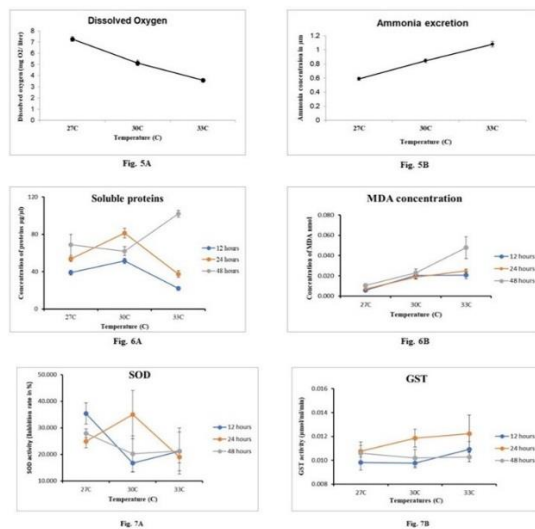 Dissolved Oxygen
Dissolved oxygen (mg O2/ liter)
8
7
6
5
4
3
2
1
0
27C 30C 33C
Temperature (C)
Fig. 5A
Ammonia excretion
Ammonia concentration in µm
1.2
1
0.8
0.6
0.4
0.2
0
27C 30C 33C
Temperature (C)
Fig. 5B
Soluble proteins
Concentration of proteins µg/µl
120
80
40
0
27C 30C 33C
Temperature (C)
12 hours
24 hours
48 hours
Fig. 6A
MDA concentration
Concentration of MDA nmol
0.080
0.060
0.040
0.020
0.000
27C 30C 33C
Temperature (C)
12 hours
24 hours
48 hours
Fig. 6B
SOD
SOD activity [Inhibition rate in %]
50.000
40.000
30.000
20.000
10.000
27C 30C 33C
Temperature (C)
12 hours
24 hours
48 hours
Fig. 7A
GST
GST activity (µmol/ml/min)
0.016
0.014
0.012
0.010
0.008
27C 30C 33C
Temperatures (C)
12 hours
24 hours
48 hours
Fig. 7B